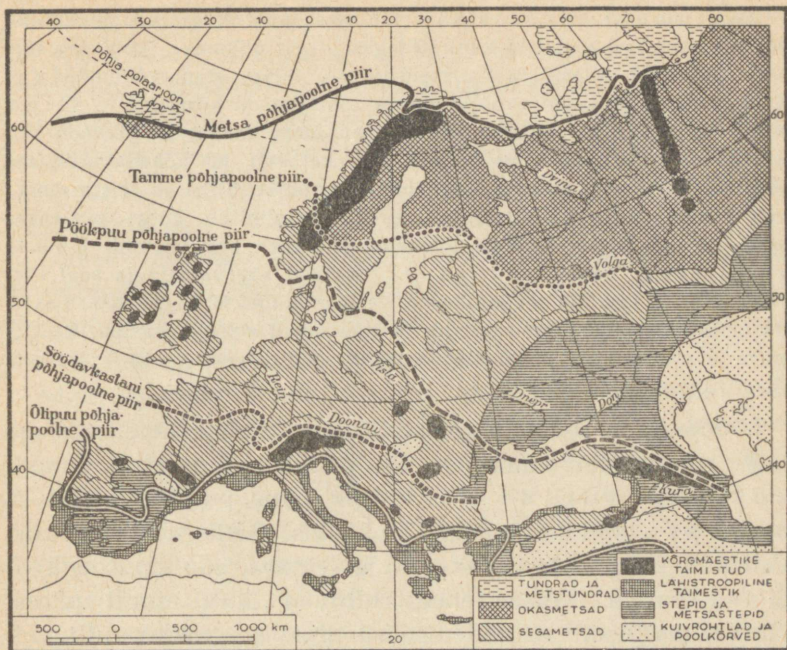 40 30 20 10 0 10 20 30 40 50 60 70 80
põhja polaarjoon
Metsa põhjapoolne piir
60
60
Tamme põhjapoolne piir
Dvina
Pöökpuu põhjapoolne piir
Volga
50
50
Söödavkastani
põhjapoolne piir
Rein
Visla
Dnepr
Don
Doonau
Õlipuu põhja-
poolne piir
40
40
Kura
KÕRGMÄESTIKE
TAIMISTUD
TUNDRAD JA
METSTUNDRAD
LAHISTROOPILINE
TAIMESTIK
OKASMETSAD
STEPID JA
METSASTEPID
SEGAMETSAD
KUIVROHTLAD JA
POOLKÕRVED
500 0 500 1000 km
20